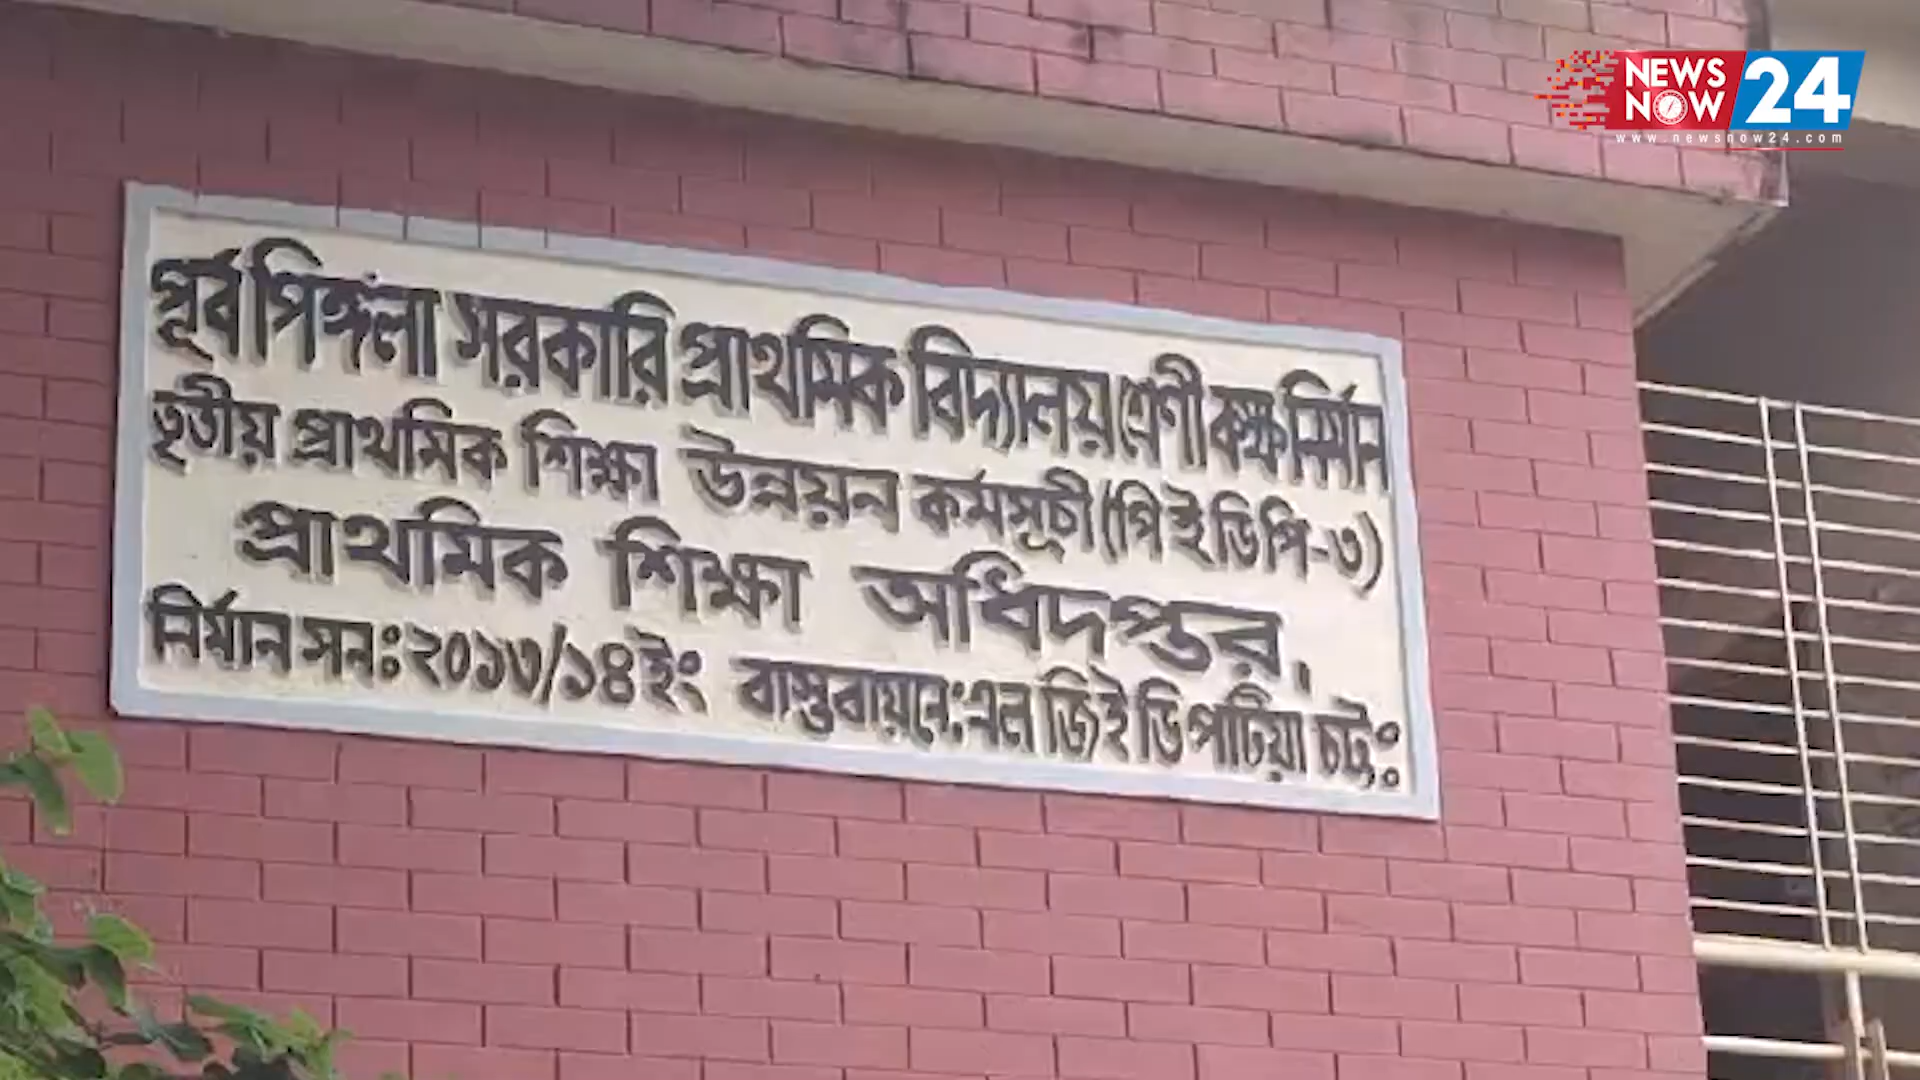 NEWS
NOW 24
www.newsnow24.com
পূর্ব পিঙ্গলা সরকারি প্রাথমিক বিদ্যালয় শ্রেণী কক্ষ নির্মান
তৃতীয় প্রাথমিক শিক্ষা উন্নয়ন কর্মসূচী (পিইডিপি-৩)
প্রাথমিক শিক্ষা অধিদপ্তর,
নির্মান সনঃ ২০১৩/১৪ইং বাস্তবায়নে: এল জিই ডি পটিয়া চট্ঃ